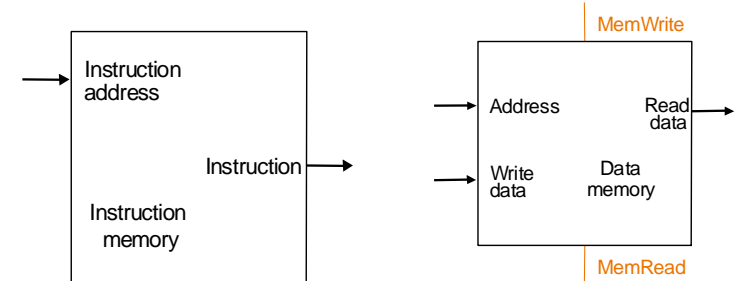 Instruction
address
Instruction
Instruction
memory
MemWrite
Address
Read
data
Write
data
Data
memory
MemRead